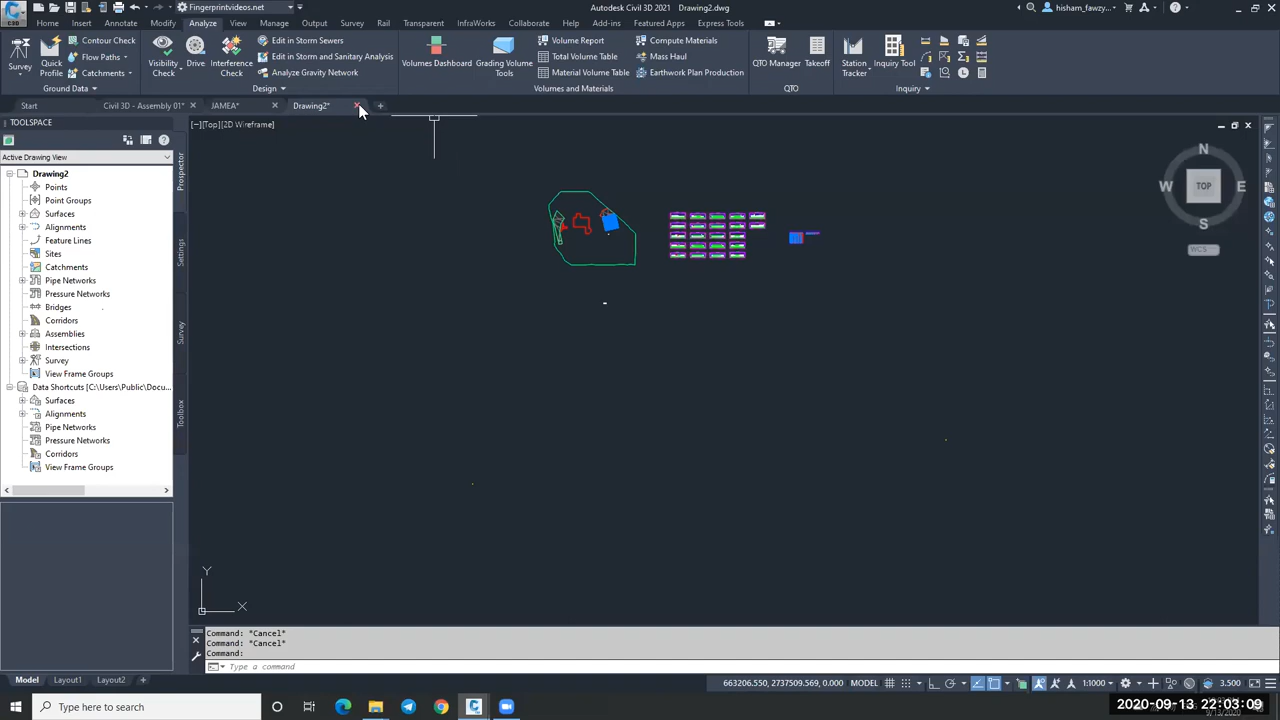 Fingerprintvideos.net
Autodesk Civil 3D 2021 Drawing2.dwg
Type a keyword or phrase
hisham_fawzy...
Home Insert Annotate Modify Analyze View Manage Output Survey Rail Transparent InfraWorks Collaborate Help Add-ins Featured Apps Express Tools
Survey
Quick Profile
Contour Check
Flow Paths
Catchments
Ground Data
Visibility Check
Drive
Interference Check
Edit in Storm Sewers
Edit in Storm and Sanitary Analysis
Analyze Gravity Network
Design
Volumes Dashboard
Grading Volume Tools
Volume Report
Total Volume Table
Material Volume Table
Compute Materials
Mass Haul
Earthwork Plan Production
Volumes and Materials
QTO Manager
Takeoff
QTO
Station Tracker
Inquiry Tool
Inquiry
Start Civil 3D - Assembly 01* JAMEA* Drawing2*
TOOLSPACE
Active Drawing View
Drawing2
Points
Point Groups
Surfaces
Alignments
Feature Lines
Sites
Catchments
Pipe Networks
Pressure Networks
Bridges
Corridors
Assemblies
Intersections
Survey
View Frame Groups
Data Shortcuts [C:\Users\Public\Docu...
Surfaces
Alignments
Pipe Networks
Pressure Networks
Corridors
View Frame Groups
Prospector
Settings
Survey
Toolbox
[−][Top][2D Wireframe]
N
W TOP E
S
WCS
Y
X
Command: *Cancel*
Command: *Cancel*
Command:
Type a command
Model Layout1 Layout2
663206.550, 2737509.569, 0.000 MODEL
1:1000
3.500
Type here to search
2020-09-13 22:03:09